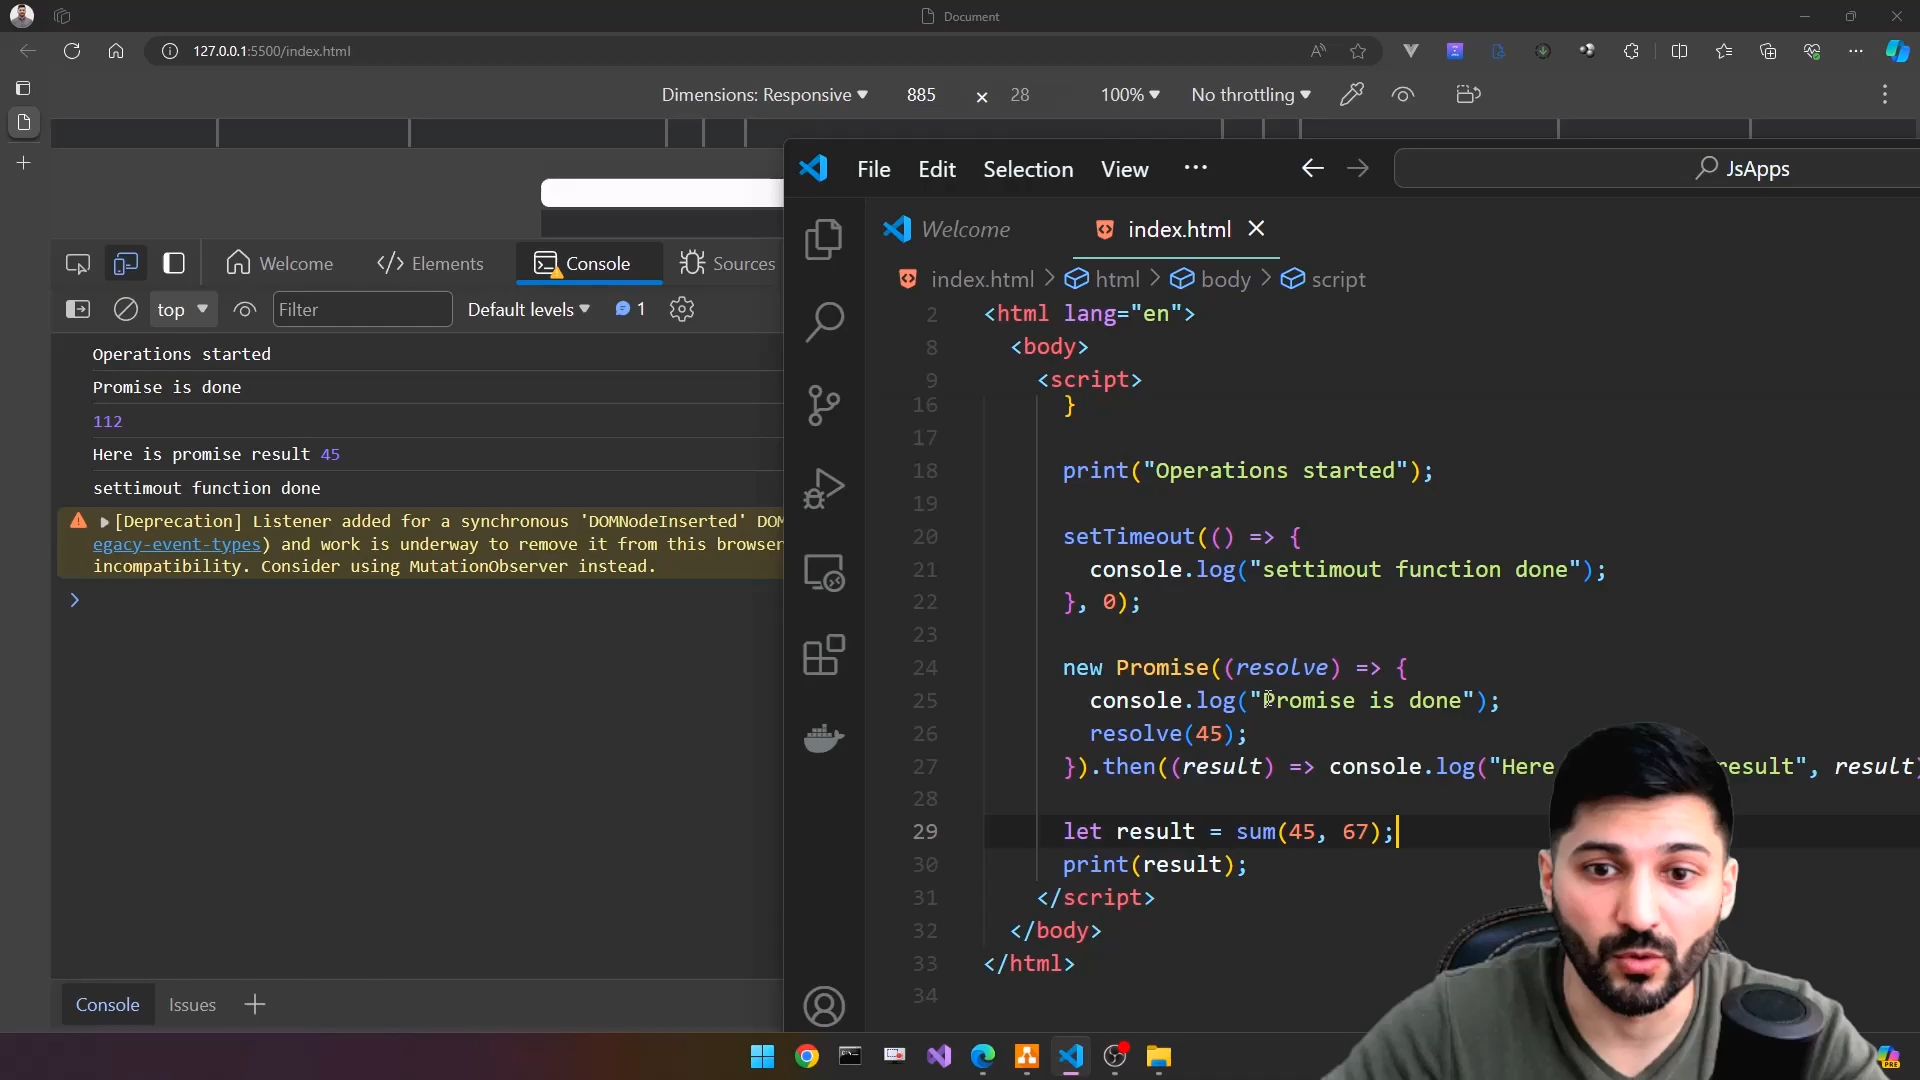 Document
127.0.0.1:5500/index.html
Dimensions: Responsive 885 × 28 100% No throttling
File Edit Selection View ··· JsApps
Welcome index.html
index.html > html > body > script
Welcome Elements Console Sources
top Filter Default levels 1
Operations started
Promise is done
112
Here is promise result 45
settimout function done
[Deprecation] Listener added for a synchronous 'DOMNodeInserted' DOM
egacy-event-types) and work is underway to remove it from this browser
incompatibility. Consider using MutationObserver instead.
2 <html lang="en">
8 <body>
9 <script>
16 }
17
18 print("Operations started");
19
20 setTimeout(() => {
21 console.log("settimout function done");
22 }, 0);
23
24 new Promise((resolve) => {
25 console.log("Promise is done");
26 resolve(45);
27 }).then((result) => console.log("Here result", result)
28
29 let result = sum(45, 67);
30 print(result);
31 </script>
32 </body>
33 </html>
34
Console Issues
PRE